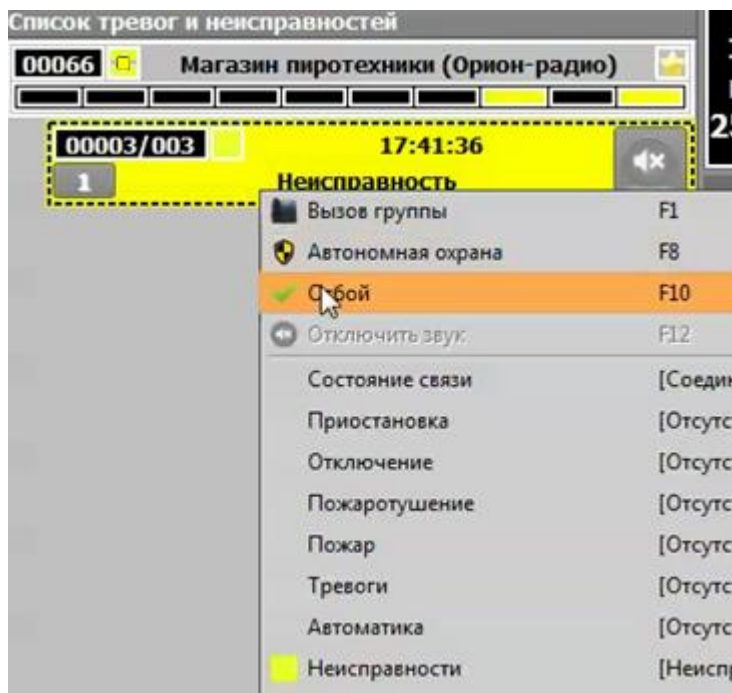 Список тревог и неисправностей
00066 Магазин пиротехники (Орион-радио)
00003/003 17:41:36
1 Неисправность
Вызов группы F1
Автономная охрана F8
Отбой F10
Отключить звук F12
Состояние связи
Приостановка
Отключение
Пожаротушение
Пожар
Тревоги
Автоматика
Неисправности